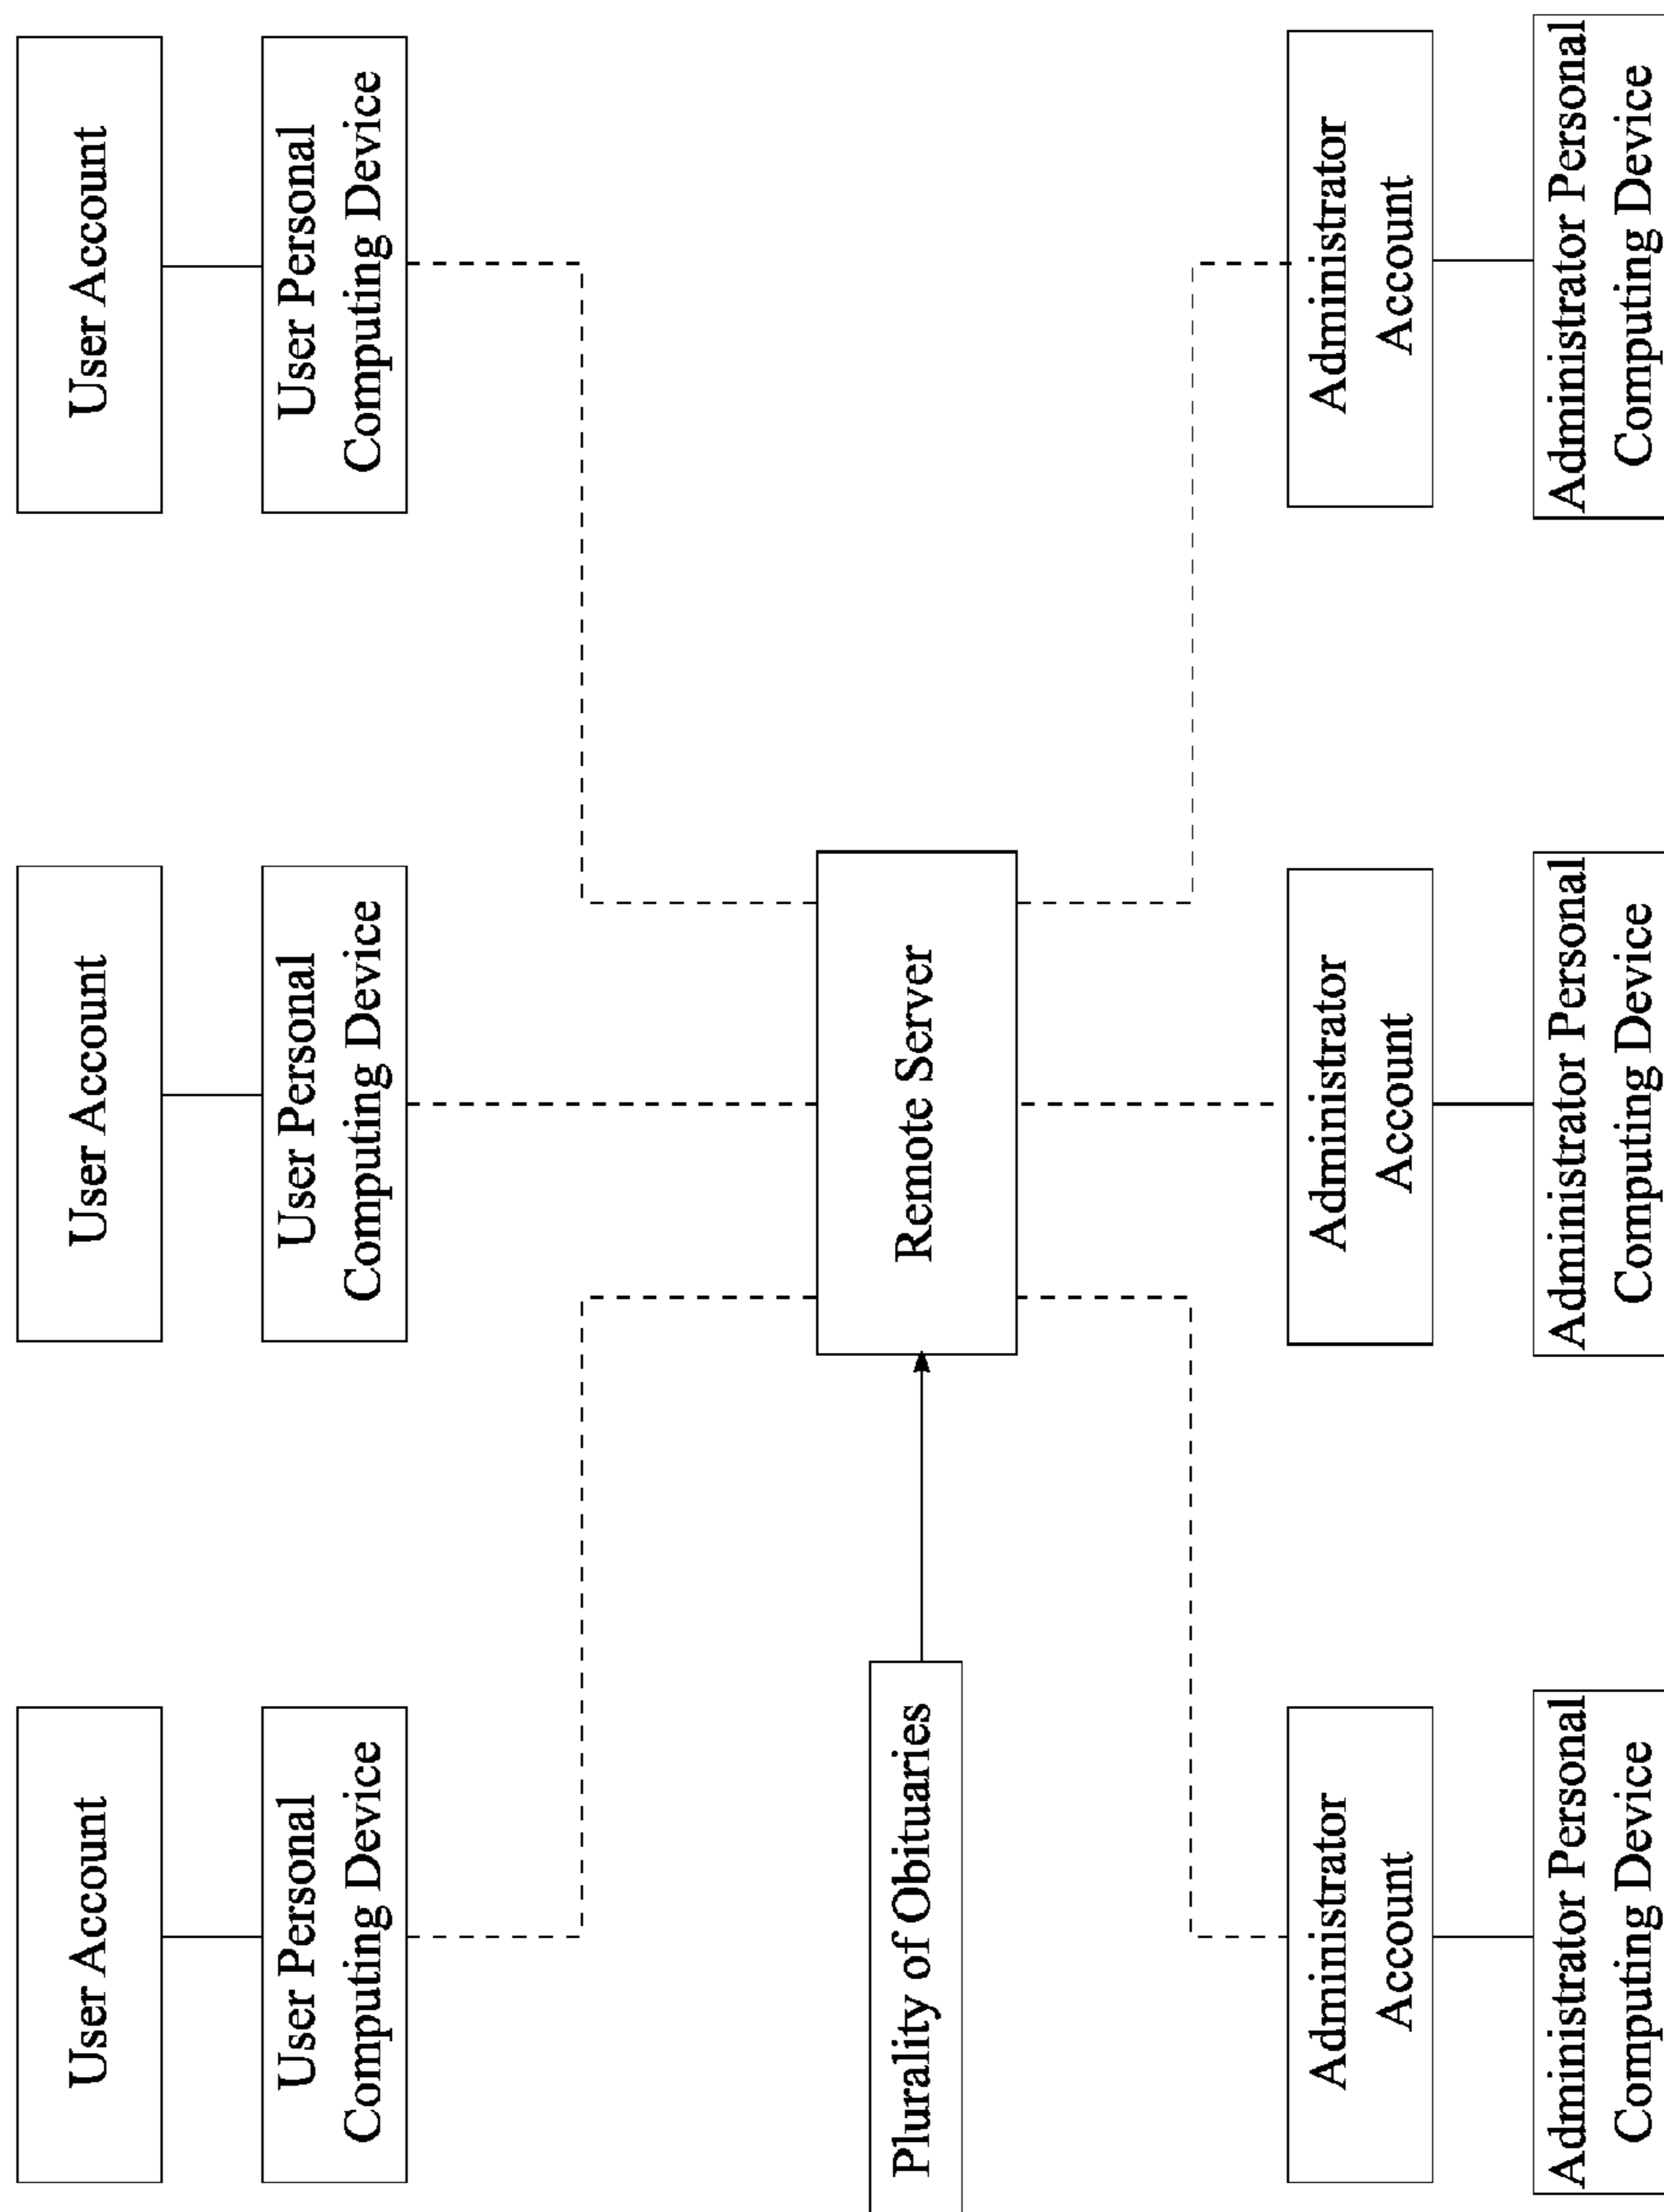 User Account
User Account
User Account
User Personal
Computing Device
User Personal
Computing Device
User Personal
Computing Device
Plurality of Obituaries
Remote Server
Administrator
Account
Administrator
Account
Administrator
Account
Administrator Personal
Computing Device
Administrator Personal
Computing Device
Administrator Personal
Computing Device